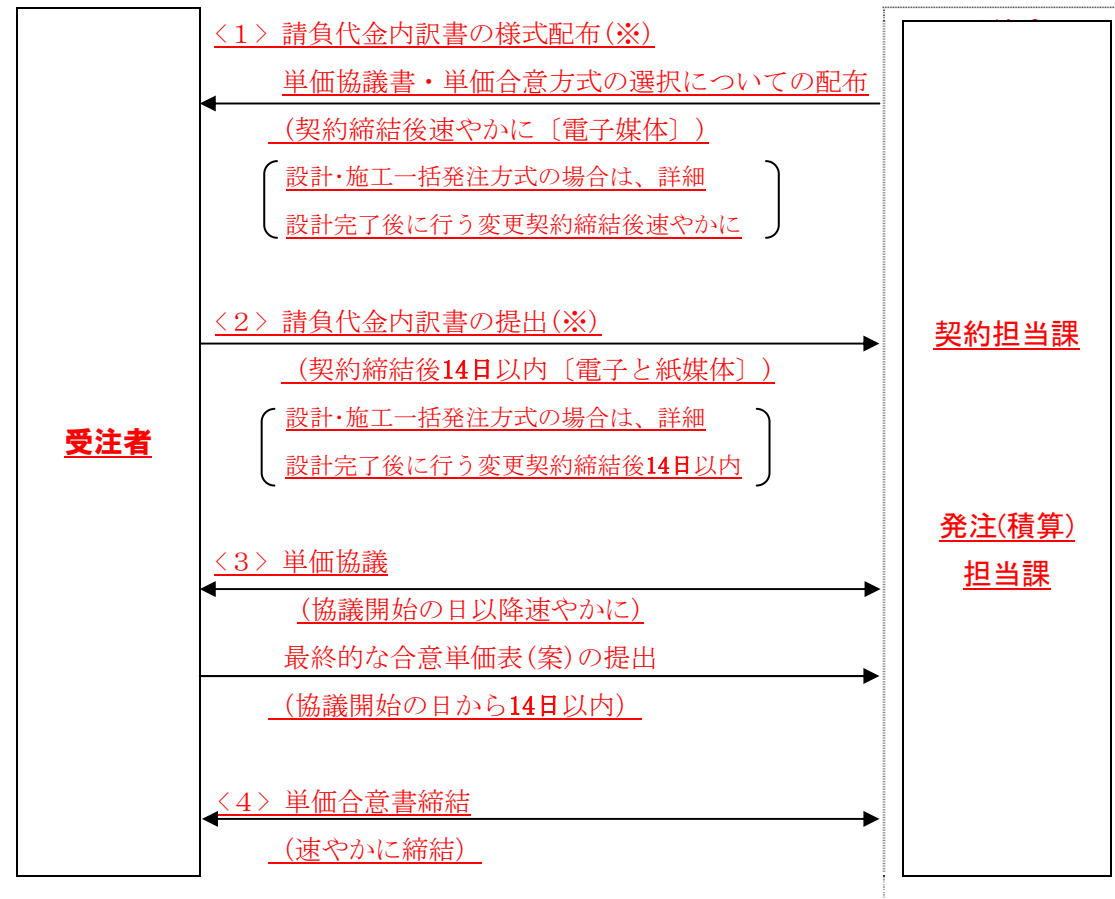 <1> 請負代金内訳書の様式配布(※)
単価協議書・単価合意方式の選択についての配布
(契約締結後速やかに〔電子媒体〕)
設計・施工一括発注方式の場合は、詳細
設計完了後に行う変更契約締結後速やかに
<2> 請負代金内訳書の提出(※)
(契約締結後14日以内〔電子と紙媒体〕)
設計・施工一括発注方式の場合は、詳細
設計完了後に行う変更契約締結後14日以内
受注者
契約担当課
発注(積算)
担当課
<3> 単価協議
(協議開始の日以降速やかに)
最終的な合意単価表(案)の提出
(協議開始の日から14日以内)
<4> 単価合意書締結
(速やかに締結)